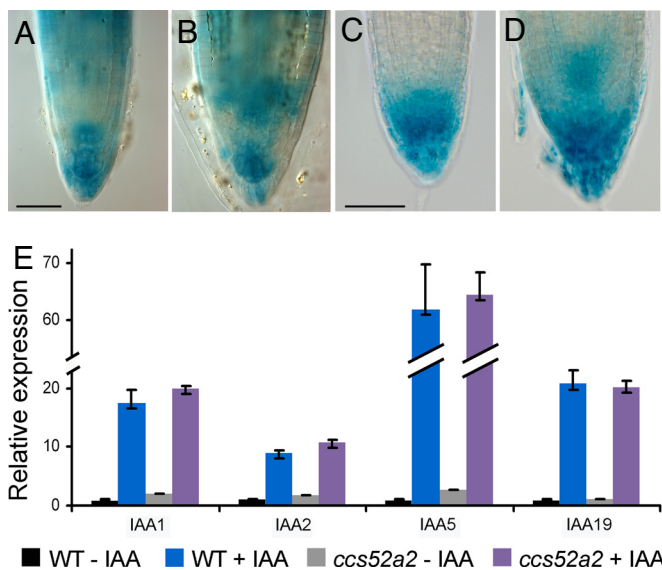 A
B
C
D
E
Relative expression
70
60
20
10
0
IAA1
IAA2
IAA5
IAA19
WT - IAA
WT + IAA
ccs52a2 - IAA
ccs52a2 + IAA